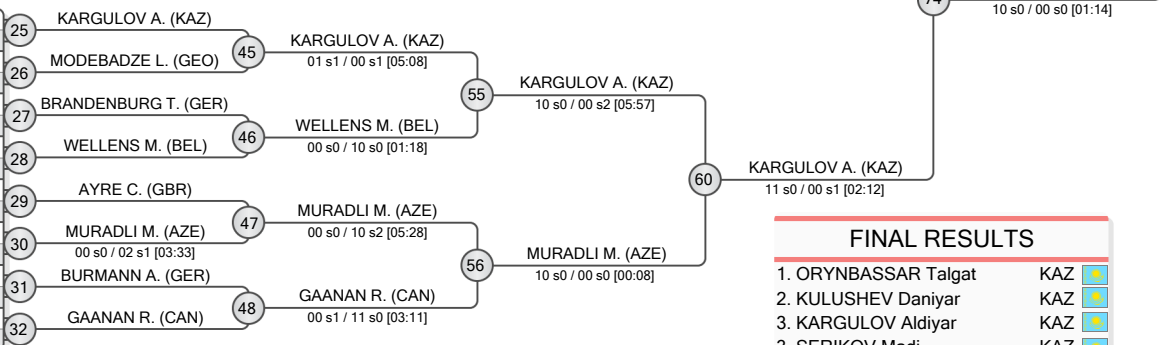 74
10 s0 / 00 s0 [01:14]
25
KARGULOV A. (KAZ)
26
MODEBADZE L. (GEO)
45
KARGULOV A. (KAZ)
01 s1 / 00 s1 [05:08]
27
BRANDENBURG T. (GER)
28
WELLENS M. (BEL)
46
WELLENS M. (BEL)
00 s0 / 10 s0 [01:18]
55
KARGULOV A. (KAZ)
10 s0 / 00 s2 [05:57]
29
AYRE C. (GBR)
30
MURADLI M. (AZE)
00 s0 / 02 s1 [03:33]
47
MURADLI M. (AZE)
00 s0 / 10 s2 [05:28]
31
BURMANN A. (GER)
32
GAANAN R. (CAN)
48
GAANAN R. (CAN)
00 s1 / 11 s0 [03:11]
56
MURADLI M. (AZE)
10 s0 / 00 s0 [00:08]
60
KARGULOV A. (KAZ)
11 s0 / 00 s1 [02:12]
FINAL RESULTS
1. ORYNBASSAR Talgat KAZ
2. KULUSHEV Daniyar KAZ
3. KARGULOV Aldiyar KAZ
3. SERIKOV Madi KAZ